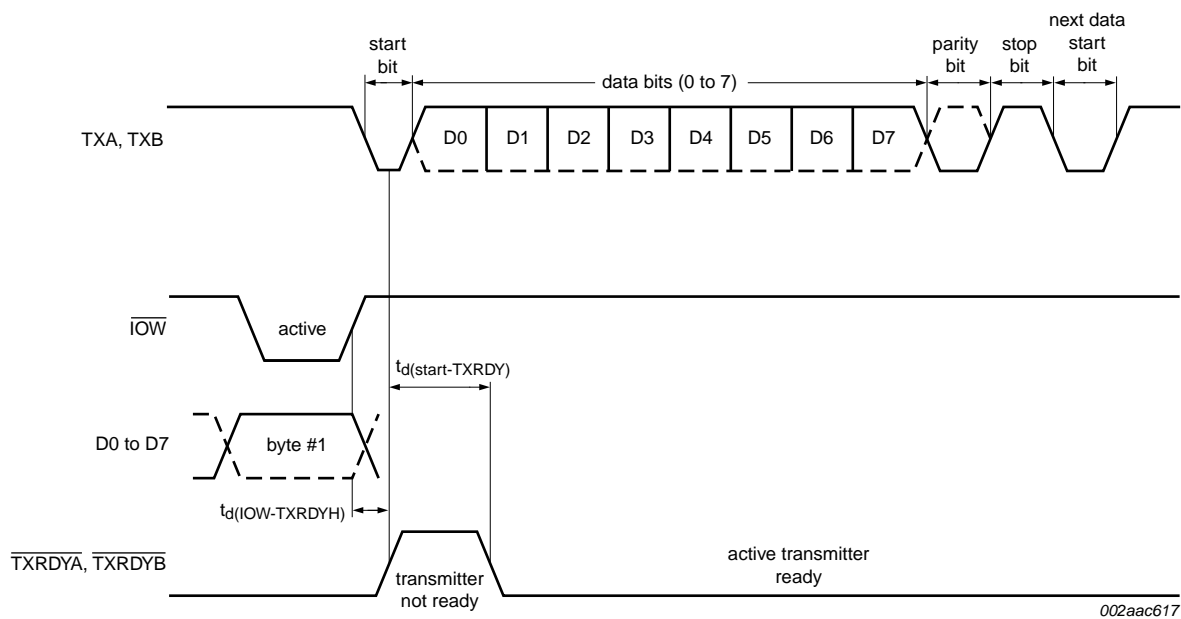 next data
start
bit
start
bit
parity
bit
stop
bit
data bits (0 to 7)
TXA, TXB
D0
D1
D2
D3
D4
D5
D6
D7
IOW
active
td(start-TXRDY)
D0 to D7
byte #1
td(IOW-TXRDYH)
TXRDYA, TXRDYB
transmitter
not ready
active transmitter
ready
002aac617